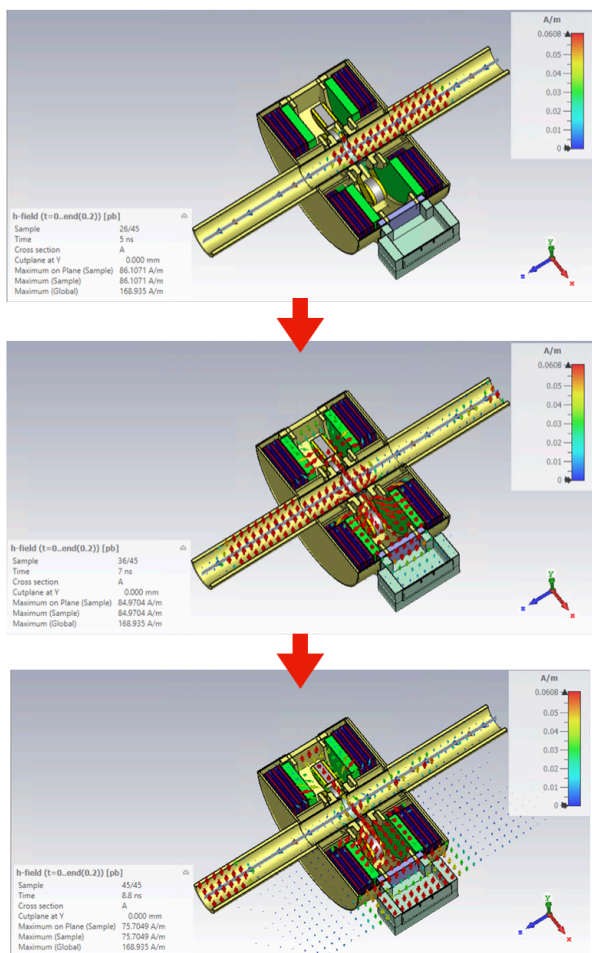 A/m
0.0608
0.05
0.04
0.03
0.02
0.01
0
h-field (t=0..end(0.2)) [pb]
Sample 26/45
Time 5 ns
Cross section A
Cutplane at Y 0.000 mm
Maximum on Plane (Sample) 86.1071 A/m
Maximum (Sample) 86.1071 A/m
Maximum (Global) 168.935 A/m
Y
z
x
A/m
0.0608
0.05
0.04
0.03
0.02
0.01
0
h-field (t=0..end(0.2)) [pb]
Sample 36/45
Time 7 ns
Cross section A
Cutplane at Y 0.000 mm
Maximum on Plane (Sample) 84.9704 A/m
Maximum (Sample) 84.9704 A/m
Maximum (Global) 168.935 A/m
Y
z
x
A/m
0.0608
0.05
0.04
0.03
0.02
0.01
0
h-field (t=0..end(0.2)) [pb]
Sample 45/45
Time 8.8 ns
Cross section A
Cutplane at Y 0.000 mm
Maximum on Plane (Sample) 75.7049 A/m
Maximum (Sample) 75.7049 A/m
Maximum (Global) 168.935 A/m
Y
z
x